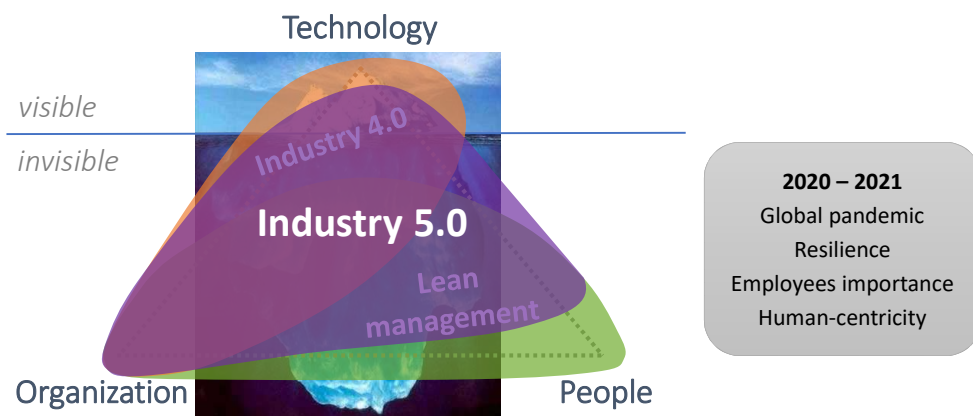 Technology
visible
invisible
Industry 4.0
Industry 5.0
Lean
management
Organization
People
2020 – 2021
Global pandemic
Resilience
Employees importance
Human-centricity